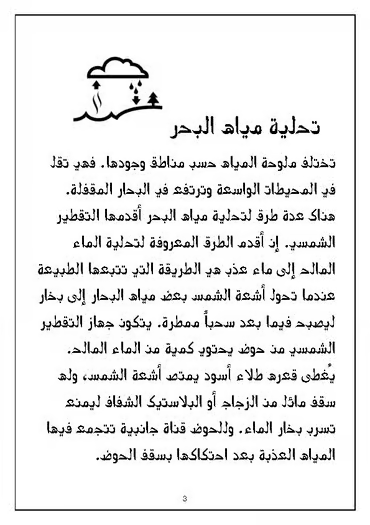 تحلية مياه البحر
تختلف ملوحة المياه حسب مناطق وجودها. فهي تقل
في المحيطات الواسعة وترتفع في البحار المقفلة.
هناك عدة طرق لتحلية مياه البحر أقدمها التقطير
الشمسي. إن أقدم الطرق المعروفة لتحلية الماء
المالح إلى ماء عذب هي الطريقة التي تتبعها الطبيعة
عندما تحول أشعة الشمس بعض مياه البحار إلى بخار
ليصبح فيما بعد سحباً ممطرة. يتكون جهاز التقطير
الشمسي من حوض يحتوي كمية من الماء المالح.
يُغطى قعره طلاء أسود يمتص أشعة الشمس، وله
سقف مائل من الزجاج أو البلاستيك الشفاف ليمنع
تسرب بخار الماء. وللحوض قناة جانبية تتجمع فيها
المياه العذبة بعد احتكاكها بسقف الحوض.
3